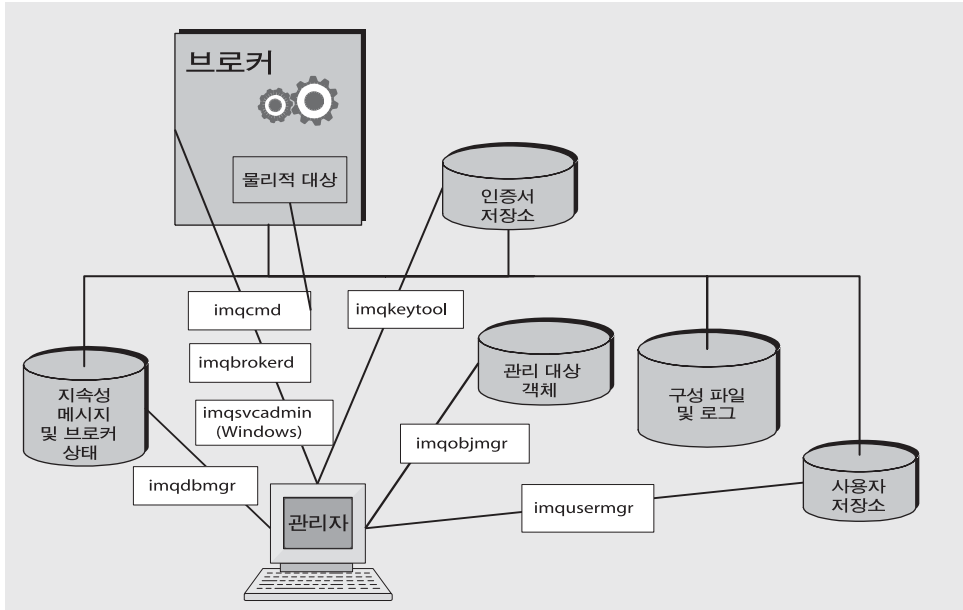 브로커
물리적 대상
인증서
저장소
imqcmd
imqkeytool
imqbrokerd
imqsvcadmin
(Windows)
지속성
메시지
및 브로커
상태
관리 대상
객체
구성 파일
및 로그
imqobjmgr
imqdbmgr
imqusermgr
사용자
저장소
관리자